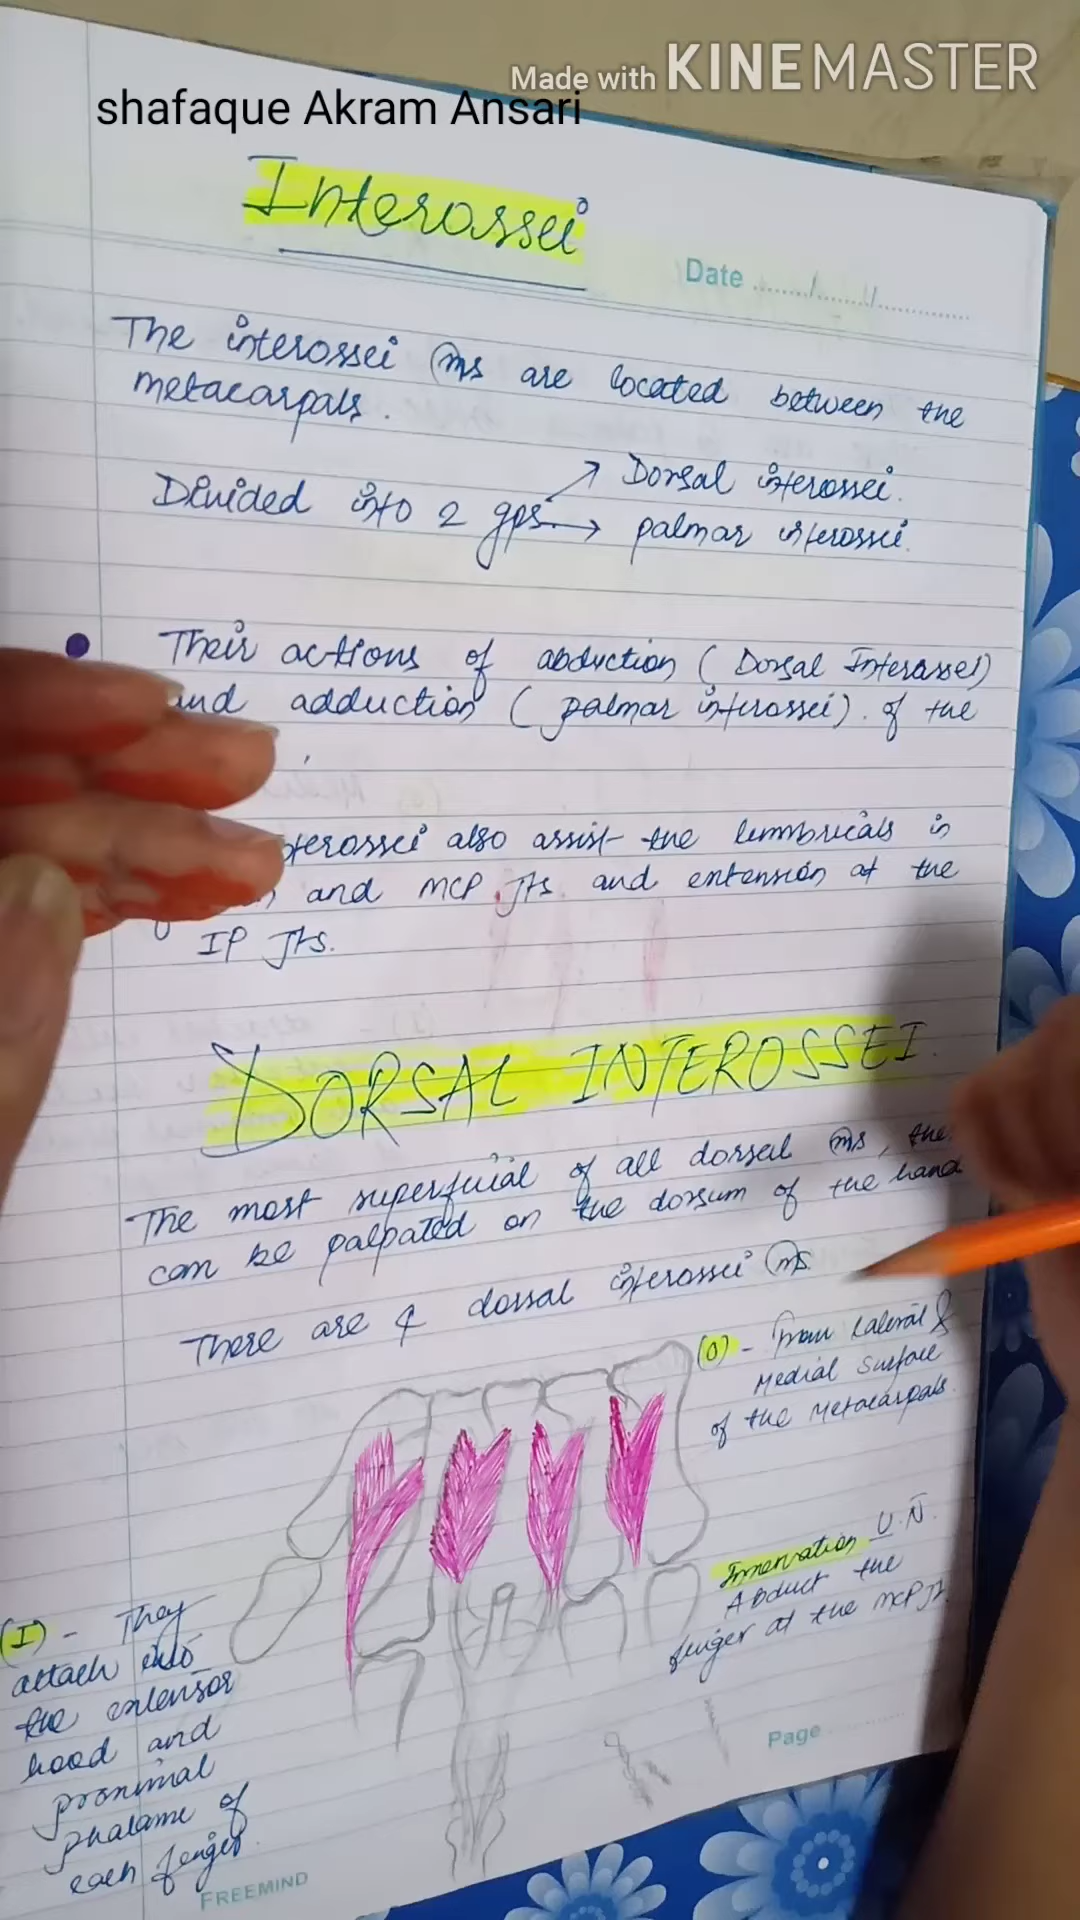 Made with KINEMASTER
shafaque Akram Ansari
Interossei
Date ......./......./...............
The interossei ms are located between the
metacarpals.
Divided into 2 gps. → Dorsal interossei.
→ palmar interossei.
Their actions of abduction ( Dorsal Interossei)
and adduction ( palmar interossei). of the
interossei also assist the lumbricals in
and MCP Jts. and extension at the
IP Jts.
DORSAL INTEROSSEI.
The most superficial of all dorsal ms, the
can be palpated on the dorsum of the hand
There are 4 dorsal interossei ms
(O) - from lateral &
Medial Surface
of the Metacarpals.
Innervation U.N.
Abduct the
finger at the MCP Jt.
(I) - They
attach into
the extensor
hood and
proximal
phalanx of
each finger.
Page
FREEMIND